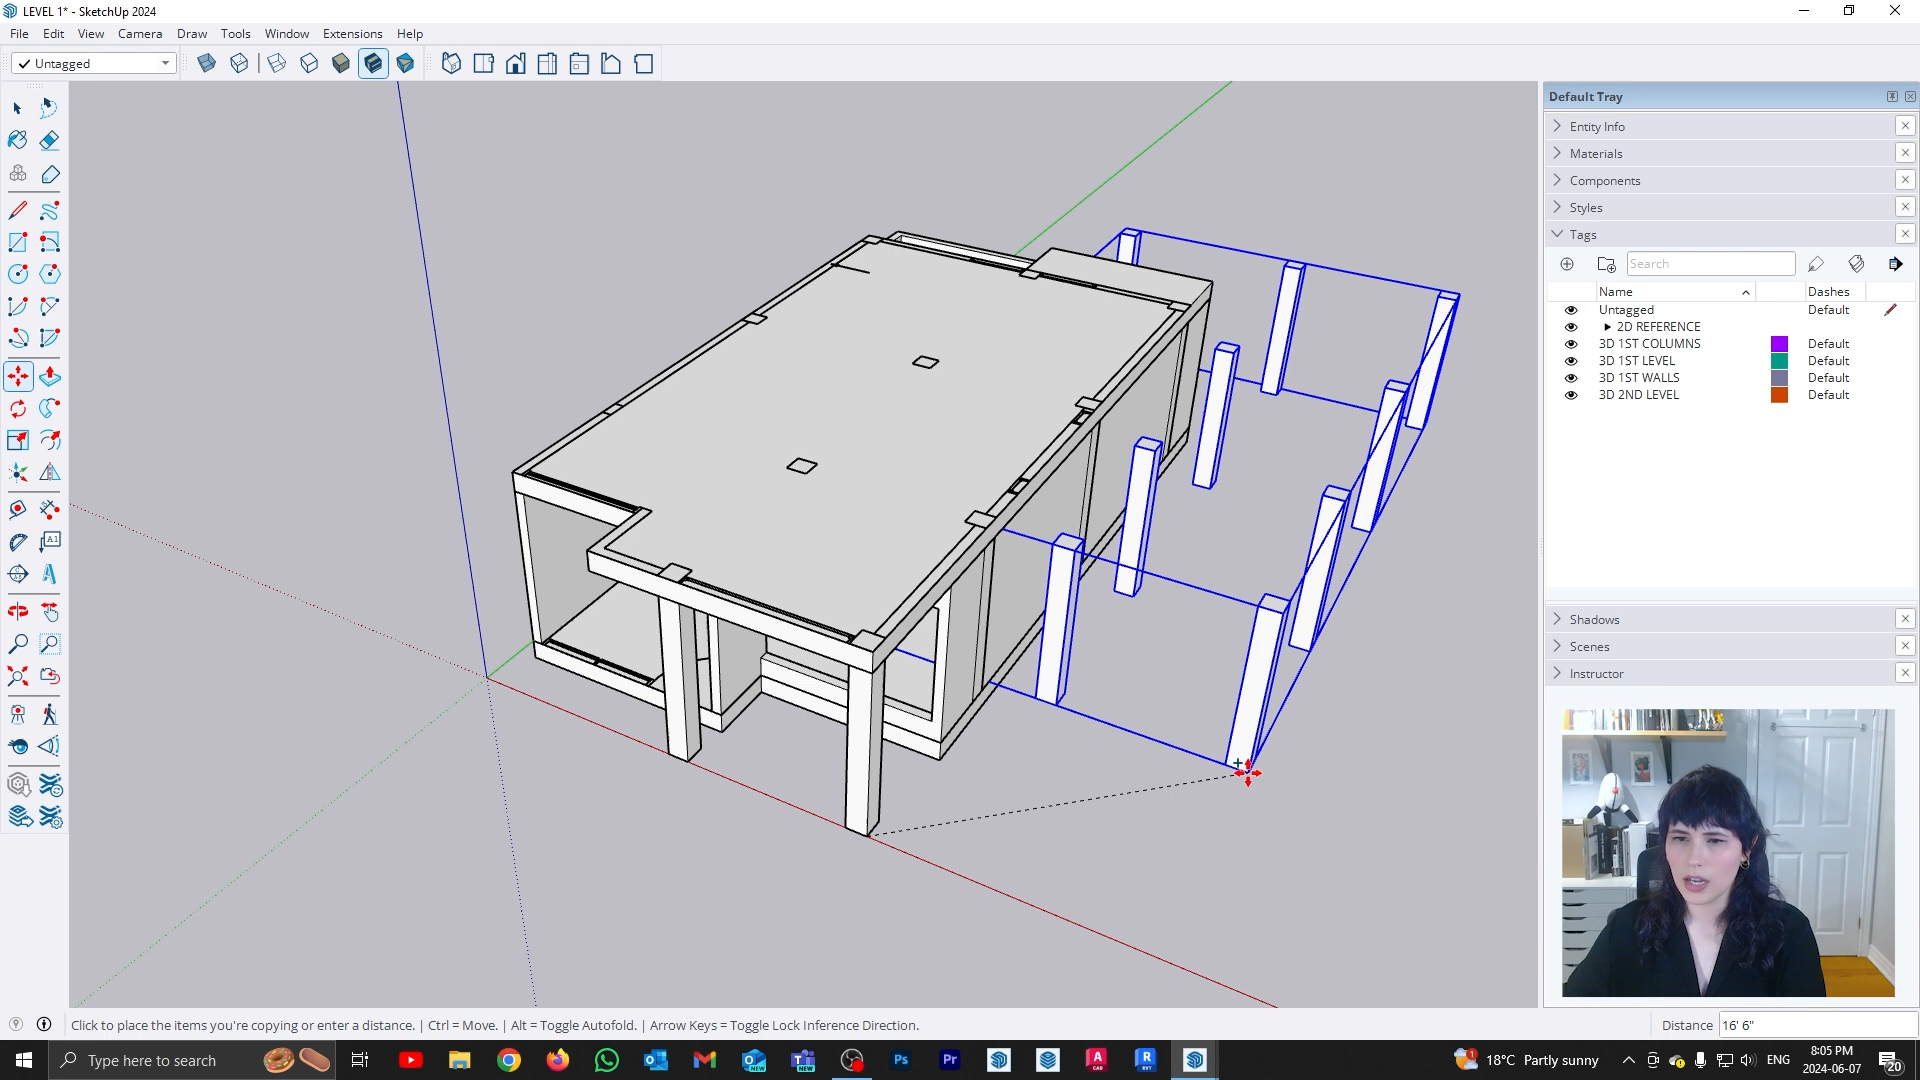 LEVEL 1* - SketchUp 2024
File Edit View Camera Draw Tools Window Extensions Help
Untagged
Default Tray
Entity Info
Materials
Components
Styles
Tags
Search
Name Dashes
Untagged Default
2D REFERENCE
3D 1ST COLUMNS Default
3D 1ST LEVEL Default
3D 1ST WALLS Default
3D 2ND LEVEL Default
Shadows
Scenes
Instructor
Click to place the items you're copying or enter a distance. | Ctrl = Move. | Alt = Toggle Autofold. | Arrow Keys = Toggle Lock Inference Direction.
Distance 16' 6"
Type here to search
Ps
Pr
18°C Partly sunny
ENG
8:05 PM
2024-06-07
20